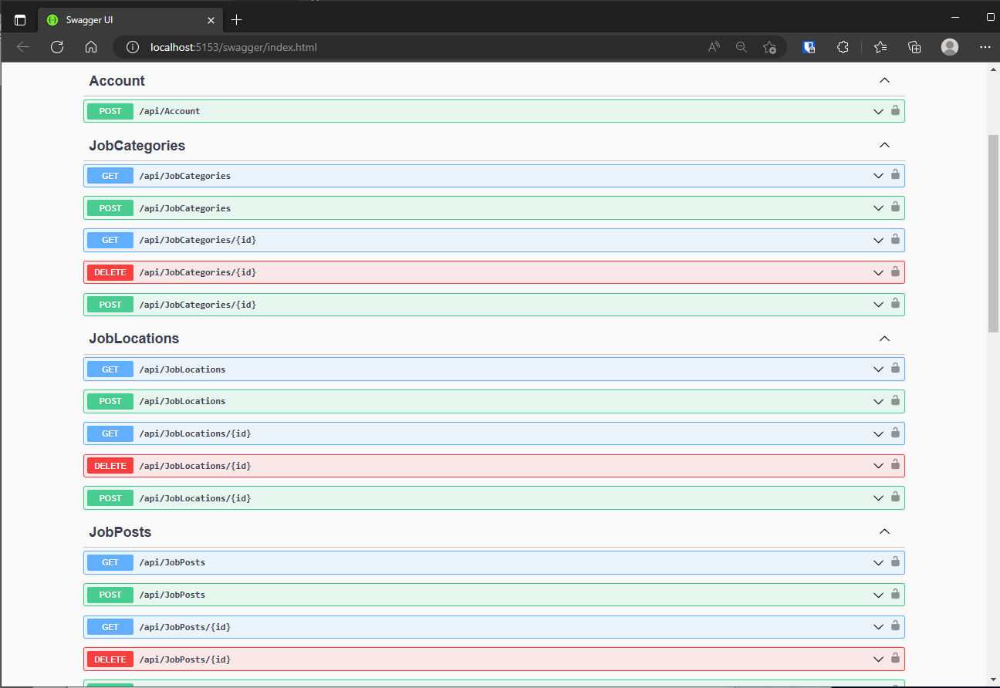 Swagger UI
localhost:5153/swagger/index.html
Account
POST /api/Account
JobCategories
GET /api/JobCategories
POST /api/JobCategories
GET /api/JobCategories/{id}
DELETE /api/JobCategories/{id}
POST /api/JobCategories/{id}
JobLocations
GET /api/JobLocations
POST /api/JobLocations
GET /api/JobLocations/{id}
DELETE /api/JobLocations/{id}
POST /api/JobLocations/{id}
JobPosts
GET /api/JobPosts
POST /api/JobPosts
GET /api/JobPosts/{id}
DELETE /api/JobPosts/{id}